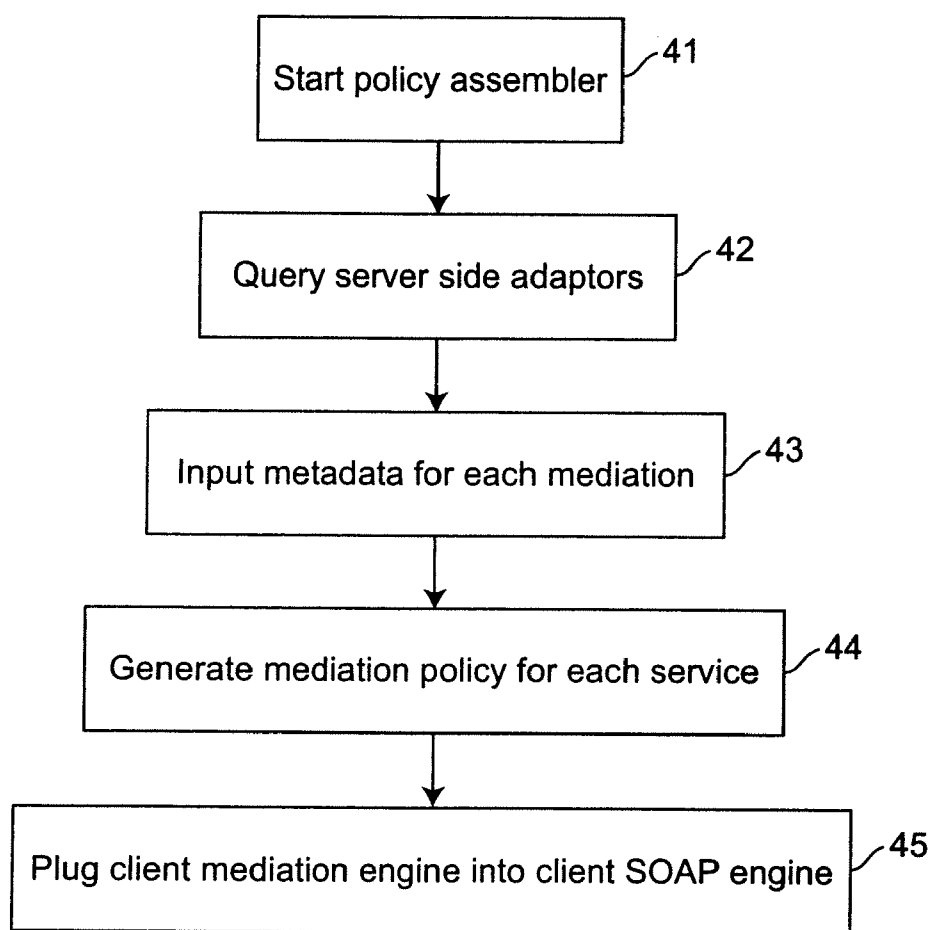 Start policy assembler
41
Query server side adaptors
42
Input metadata for each mediation
43
Generate mediation policy for each service
44
Plug client mediation engine into client SOAP engine
45